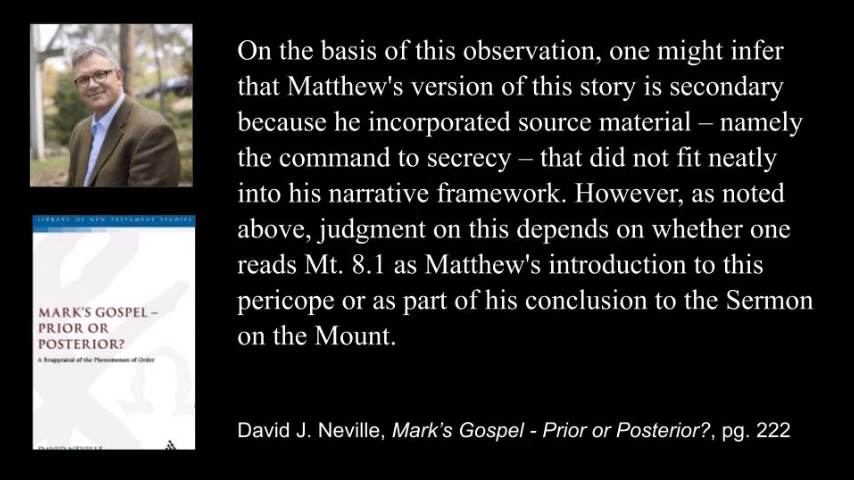 On the basis of this observation, one might infer
that Matthew's version of this story is secondary
because he incorporated source material – namely
the command to secrecy – that did not fit neatly
into his narrative framework. However, as noted
above, judgment on this depends on whether one
reads Mt. 8.1 as Matthew's introduction to this
pericope or as part of his conclusion to the Sermon
on the Mount.
LIBRARY OF NEW TESTAMENT STUDIES
MARK'S GOSPEL –
PRIOR OR
POSTERIOR?
A Reappraisal of the Phenomenon of Order
DAVID NEVILLE
David J. Neville, Mark's Gospel - Prior or Posterior?, pg. 222